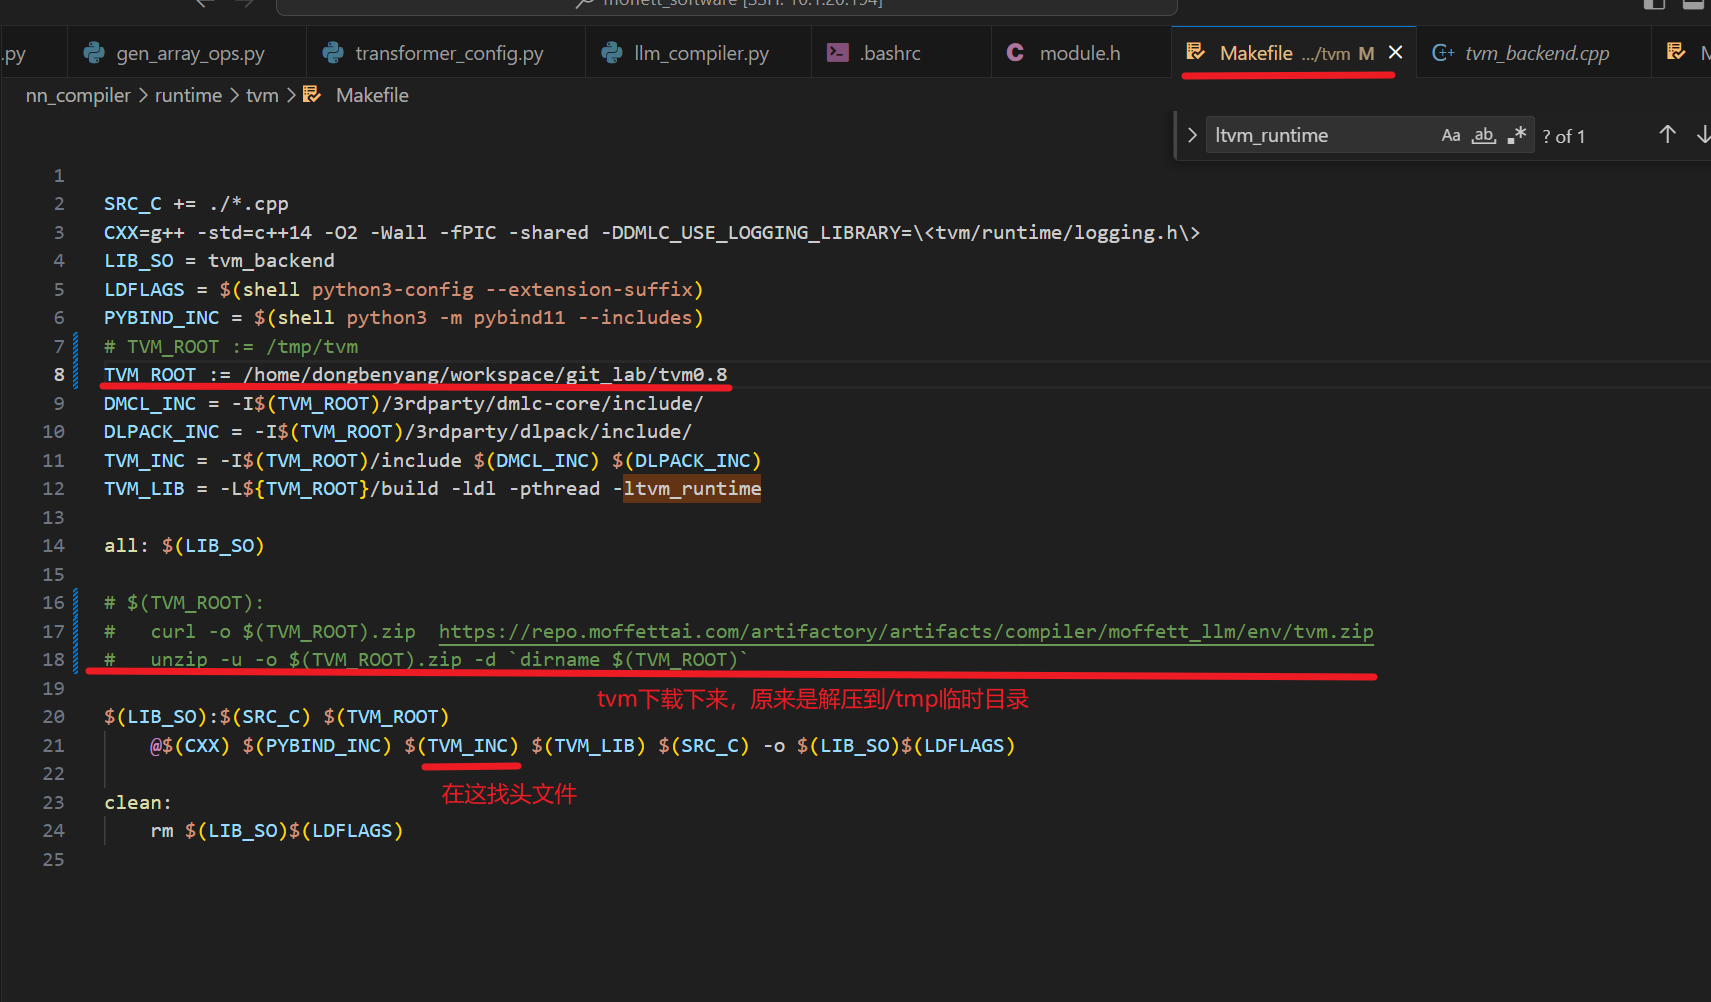 moffett_software [SSH: 10.1.20.194]
.py
gen_array_ops.py
transformer_config.py
llm_compiler.py
.bashrc
module.h
Makefile .../tvm M
tvm_backend.cpp
M
nn_compiler > runtime > tvm > Makefile
ltvm_runtime Aa ab .* ? of 1
1
2 SRC_C += ./*.cpp
3 CXX=g++ -std=c++14 -O2 -Wall -fPIC -shared -DDMLC_USE_LOGGING_LIBRARY=\<tvm/runtime/logging.h\>
4 LIB_SO = tvm_backend
5 LDFLAGS = $(shell python3-config --extension-suffix)
6 PYBIND_INC = $(shell python3 -m pybind11 --includes)
7 # TVM_ROOT := /tmp/tvm
8 TVM_ROOT := /home/dongbenyang/workspace/git_lab/tvm0.8
9 DMCL_INC = -I$(TVM_ROOT)/3rdparty/dmlc-core/include/
10 DLPACK_INC = -I$(TVM_ROOT)/3rdparty/dlpack/include/
11 TVM_INC = -I$(TVM_ROOT)/include $(DMCL_INC) $(DLPACK_INC)
12 TVM_LIB = -L${TVM_ROOT}/build -ldl -pthread -ltvm_runtime
13
14 all: $(LIB_SO)
15
16 # $(TVM_ROOT):
17 #   curl -o $(TVM_ROOT).zip  https://repo.moffettai.com/artifactory/artifacts/compiler/moffett_llm/env/tvm.zip
18 #   unzip -u -o $(TVM_ROOT).zip -d `dirname $(TVM_ROOT)`
19
tvm下载下来，原来是解压到/tmp临时目录
20 $(LIB_SO):$(SRC_C) $(TVM_ROOT)
21     @$(CXX) $(PYBIND_INC) $(TVM_INC) $(TVM_LIB) $(SRC_C) -o $(LIB_SO)$(LDFLAGS)
22
在这找头文件
23 clean:
24     rm $(LIB_SO)$(LDFLAGS)
25